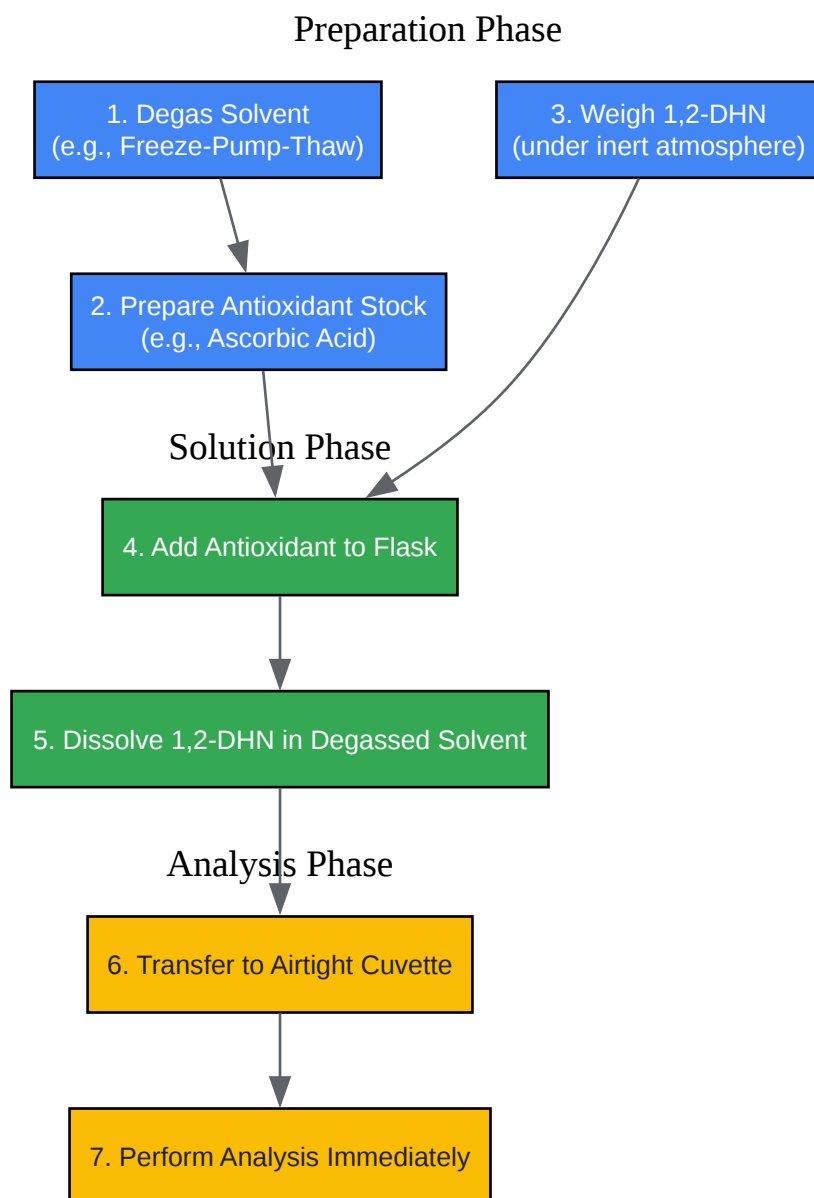 Preparation Phase
1. Degas Solvent
(e.g., Freeze-Pump-Thaw)
3. Weigh 1,2-DHN
(under inert atmosphere)
2. Prepare Antioxidant Stock
(e.g., Ascorbic Acid)
Solution Phase
4. Add Antioxidant to Flask
5. Dissolve 1,2-DHN in Degassed Solvent
Analysis Phase
6. Transfer to Airtight Cuvette
7. Perform Analysis Immediately